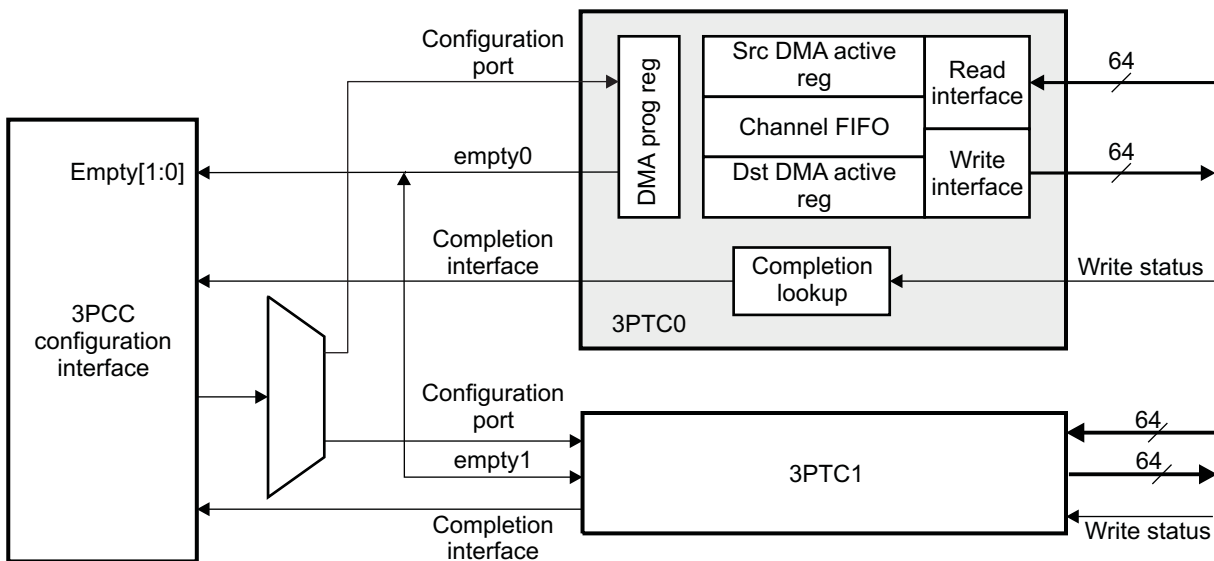 Configuration
port
DMA prog reg
Src DMA active
reg
Channel FIFO
Dst DMA active
reg
Read
interface
Write
interface
64
64
Empty[1:0]
empty0
Completion
interface
Completion
lookup
Write status
3PTC0
3PCC
configuration
interface
Configuration
port
empty1
Completion
interface
3PTC1
64
64
Write status